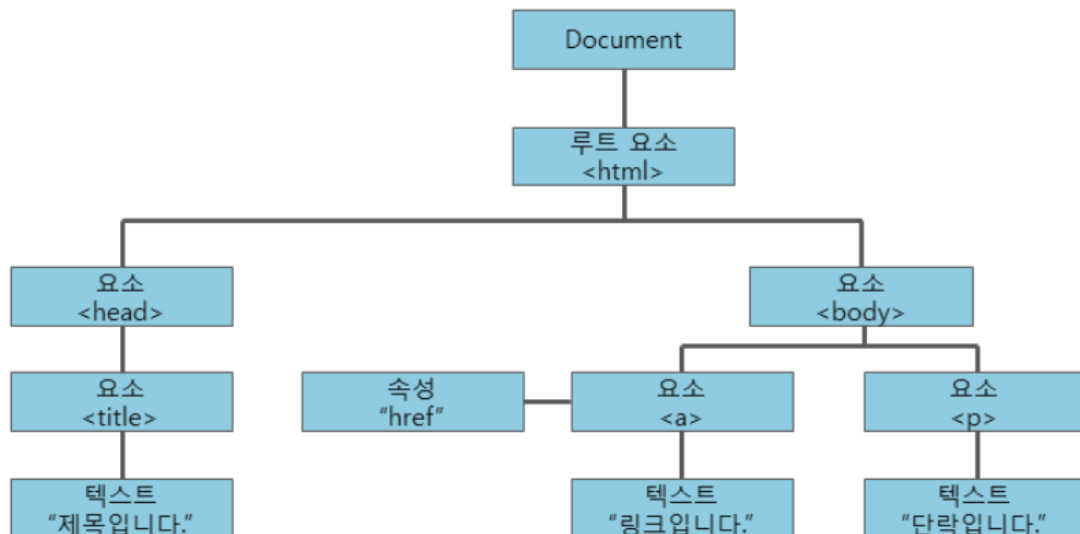 Document
루트 요소
<html>
요소
<head>
요소
<body>
요소
<title>
속성
"href"
요소
<a>
요소
<p>
텍스트
"제목입니다."
텍스트
"링크입니다."
텍스트
"단락입니다."